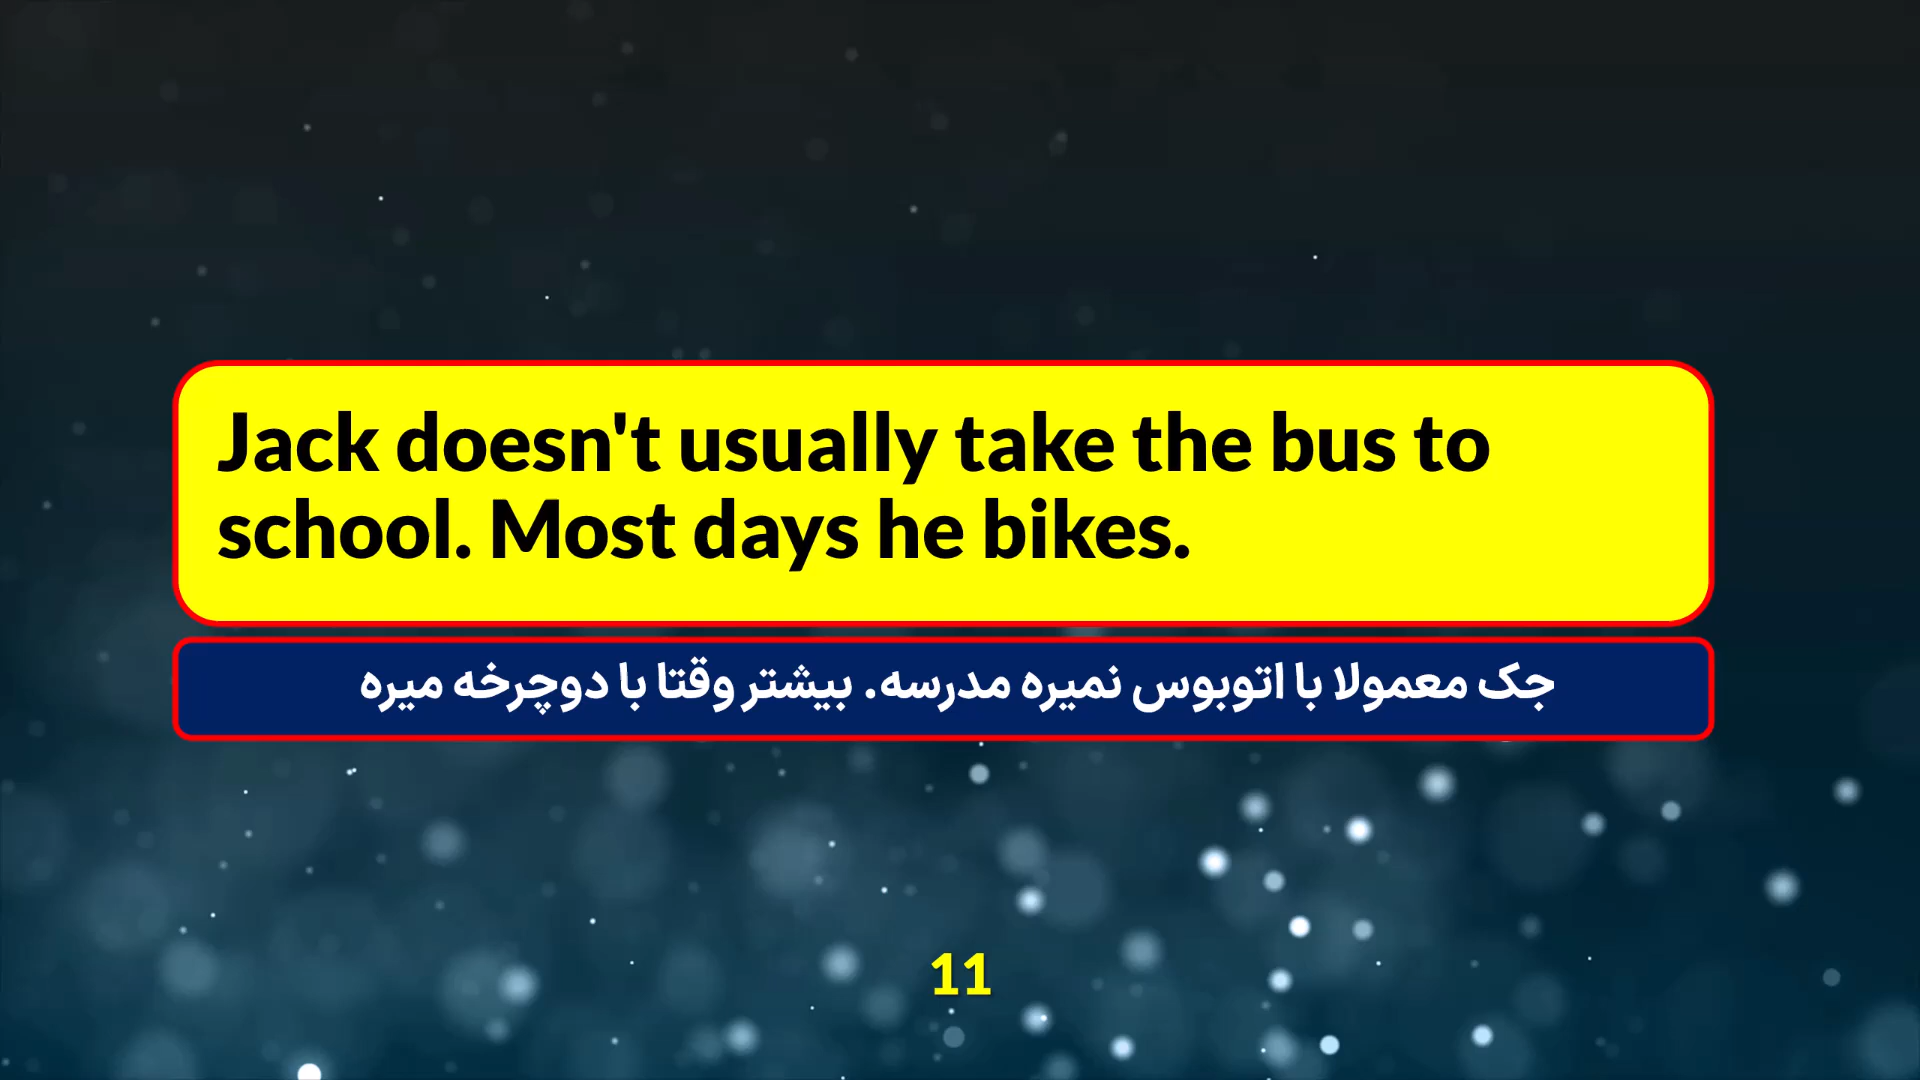 Jack doesn't usually take the bus to
school. Most days he bikes.
جک معمولا با اتوبوس نمیره مدرسه. بیشتر وقتا با دوچرخه میره
11